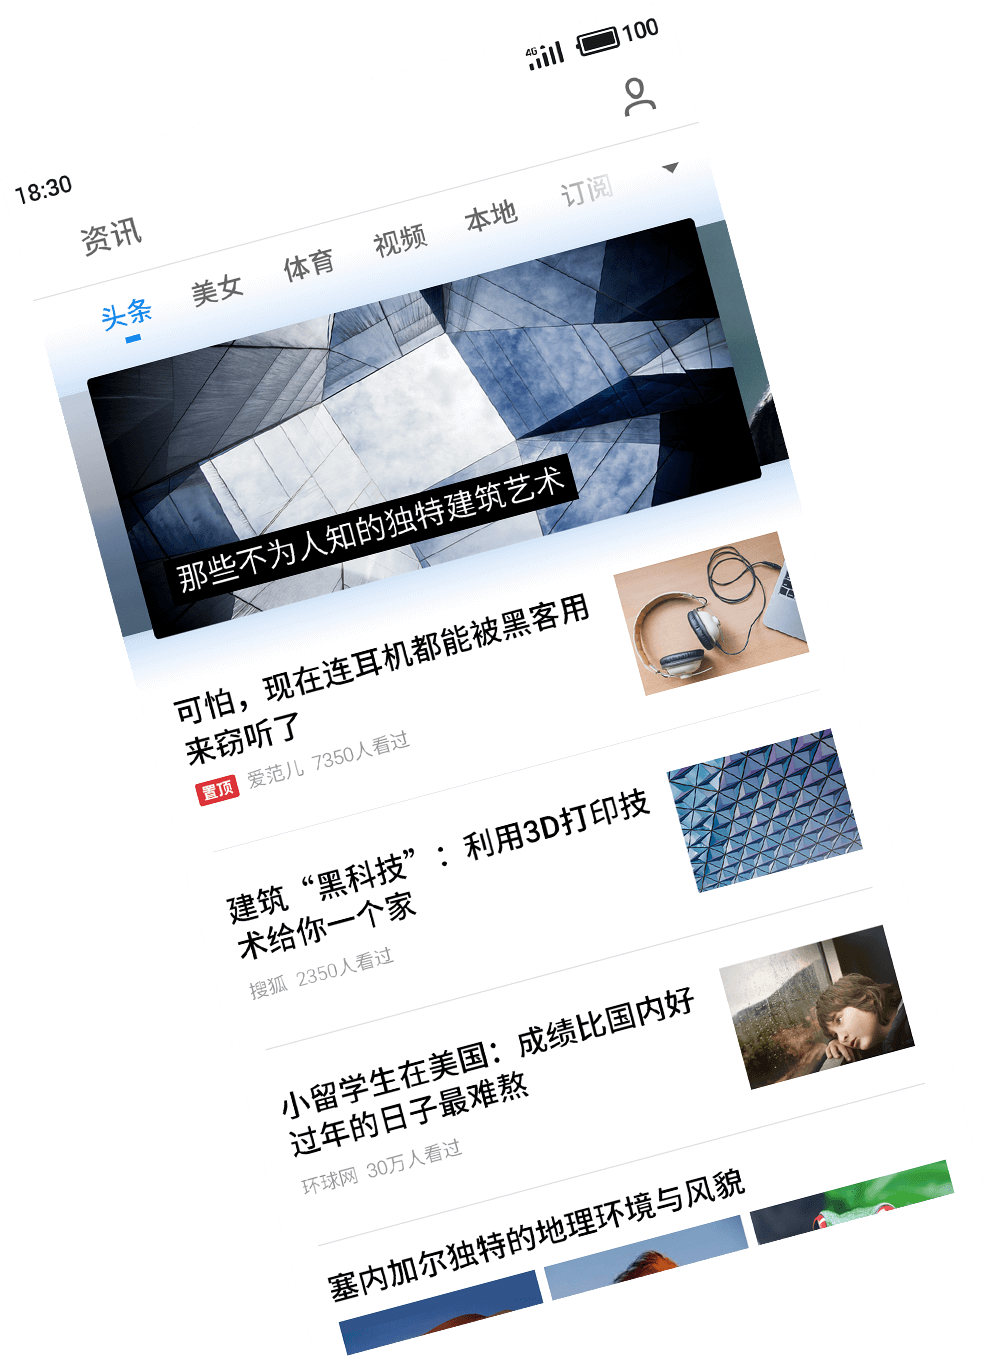 18:30
4G
100
资讯
头条 美女 体育 视频 本地 订阅
那些不为人知的独特建筑艺术
可怕，现在连耳机都能被黑客用
来窃听了
置顶 爱范儿 7350人看过
建筑“黑科技”：利用3D打印技
术给你一个家
搜狐 2350人看过
小留学生在美国：成绩比国内好
过年的日子最难熬
环球网 30万人看过
塞内加尔独特的地理环境与风貌